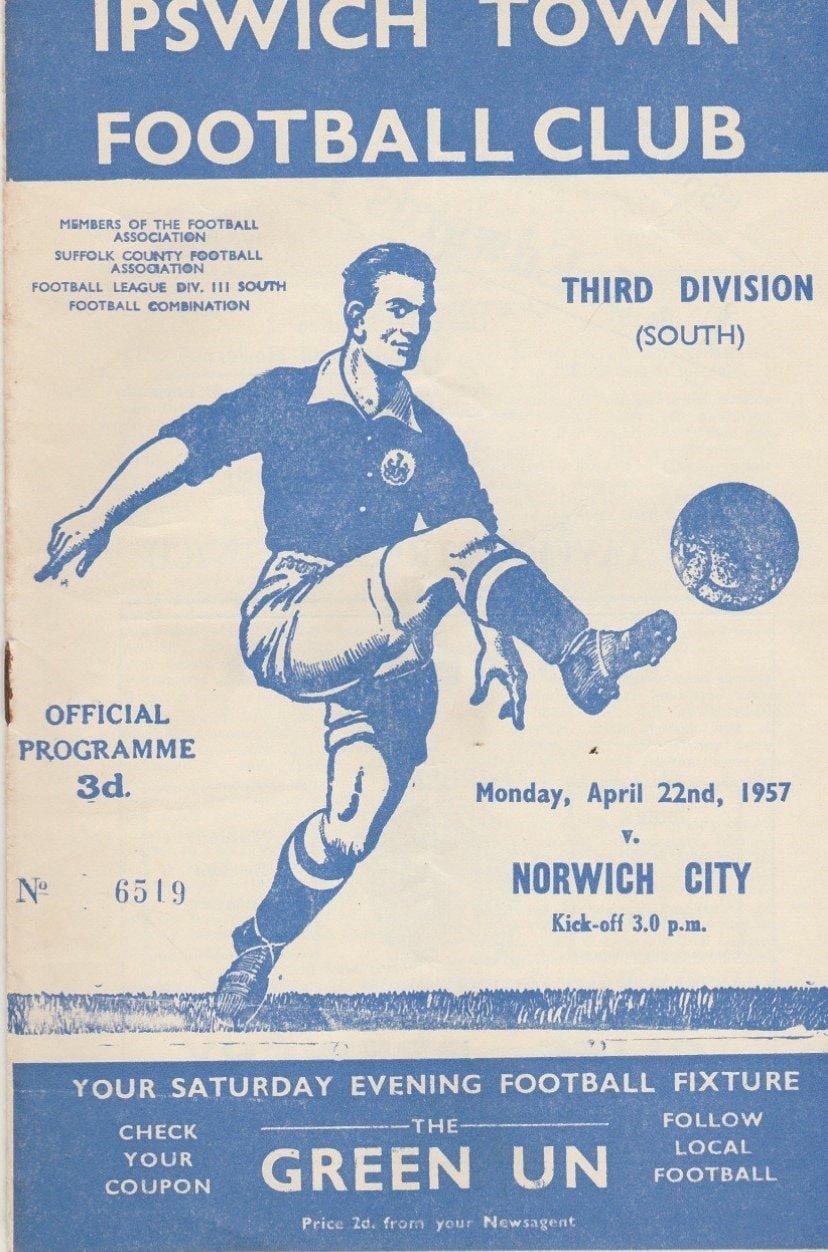 IPSWICH TOWN
FOOTBALL CLUB
MEMBERS OF THE FOOTBALL
ASSOCIATION
SUFFOLK COUNTY FOOTBALL
ASSOCIATION
FOOTBALL LEAGUE DIV. III SOUTH
FOOTBALL COMBINATION
THIRD DIVISION
(SOUTH)
OFFICIAL
PROGRAMME
3d.
Nº 6519
Monday, April 22nd, 1957
v.
NORWICH CITY
Kick-off 3.0 p.m.
YOUR SATURDAY EVENING FOOTBALL FIXTURE
CHECK
YOUR
COUPON
THE
GREEN UN
FOLLOW
LOCAL
FOOTBALL
Price 2d. from your Newsagent